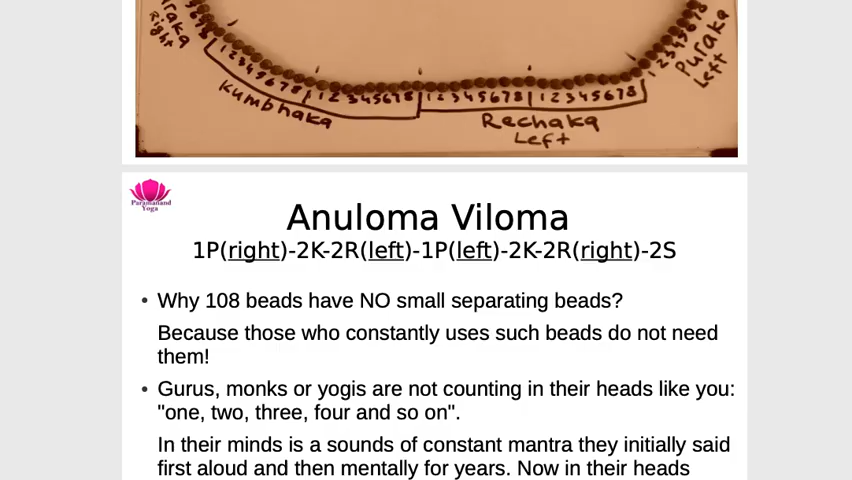 Puraka
Right
12345678
12345678
12345678
12345678
12345678
Kumbhaka
Rechaka
Left
Puraka
Left
Paramanand
Yoga
Anuloma Viloma
1P(right)-2K-2R(left)-1P(left)-2K-2R(right)-2S
• Why 108 beads have NO small separating beads?
Because those who constantly uses such beads do not need
them!
• Gurus, monks or yogis are not counting in their heads like you:
"one, two, three, four and so on".
In their minds is a sounds of constant mantra they initially said
first aloud and then mentally for years. Now in their heads